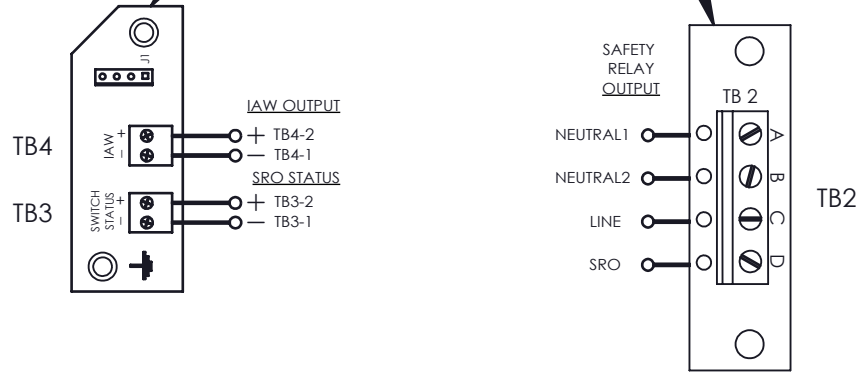 J1
TB4
IAW
+
−
IAW OUTPUT
+ TB4-2
− TB4-1
TB3
SWITCH
STATUS
+
−
SRO STATUS
+ TB3-2
− TB3-1
SAFETY
RELAY
OUTPUT
TB 2
NEUTRAL1
A
NEUTRAL2
B
LINE
C
SRO
D
TB2